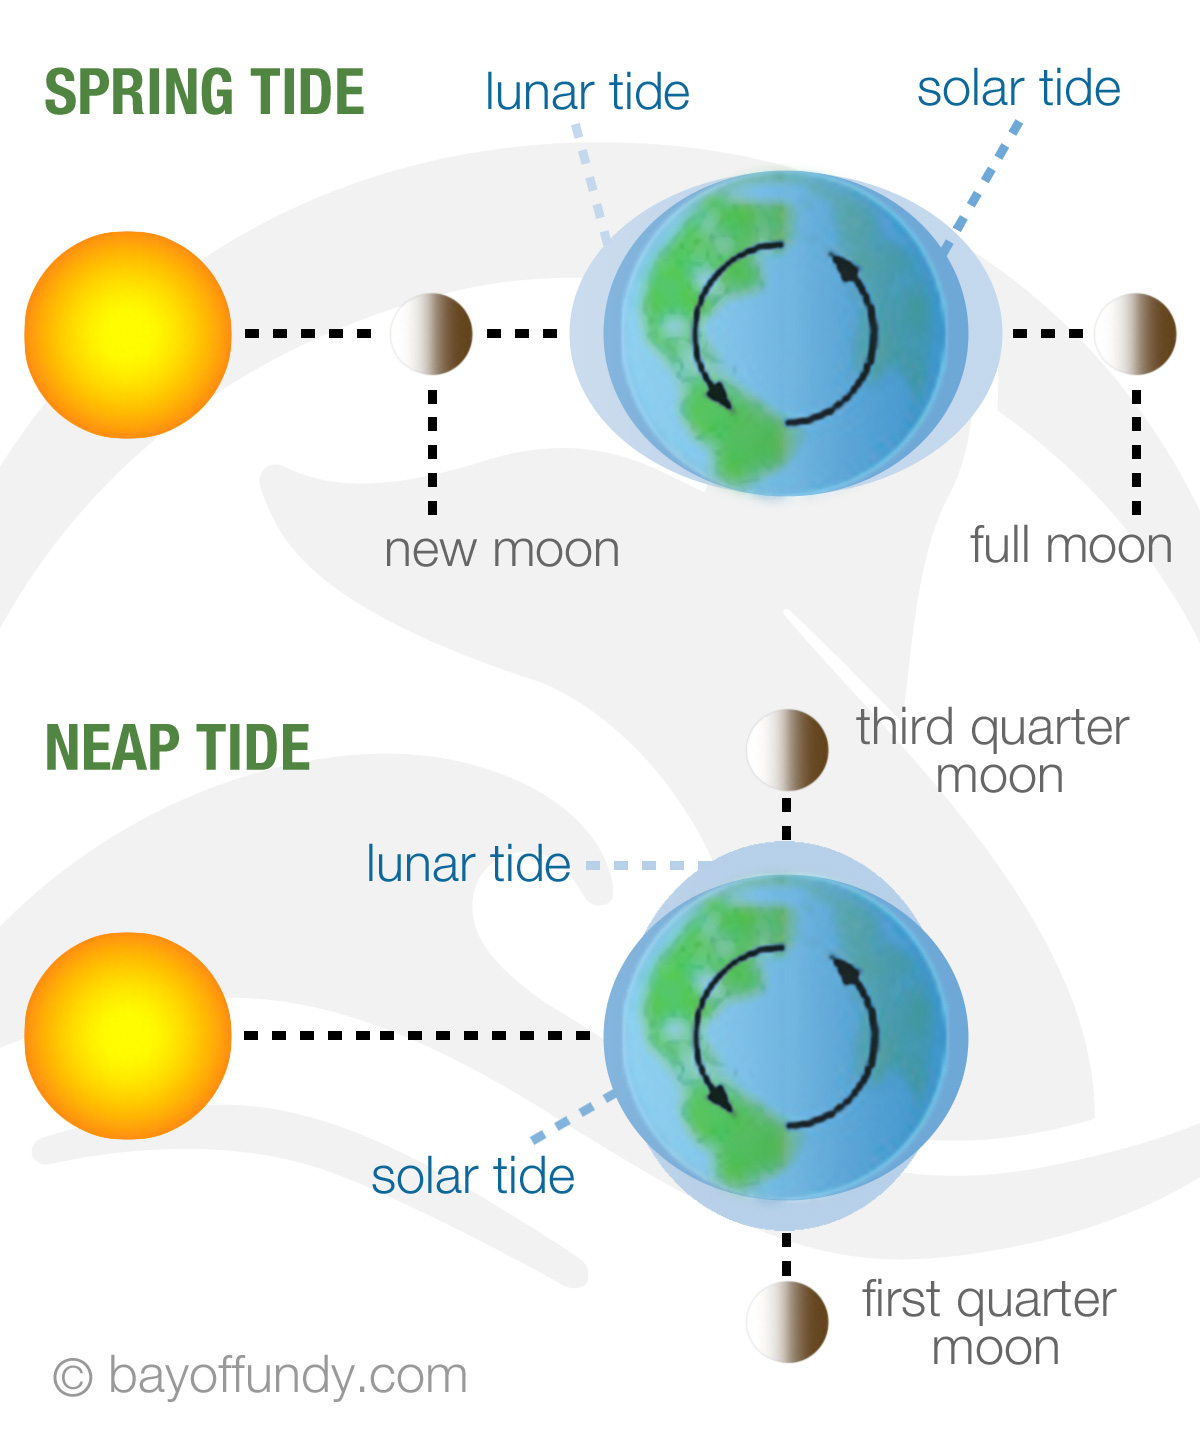 SPRING TIDE
lunar tide
solar tide
new moon
full moon
NEAP TIDE
third quarter
moon
lunar tide
solar tide
first quarter
moon
© bayoffundy.com